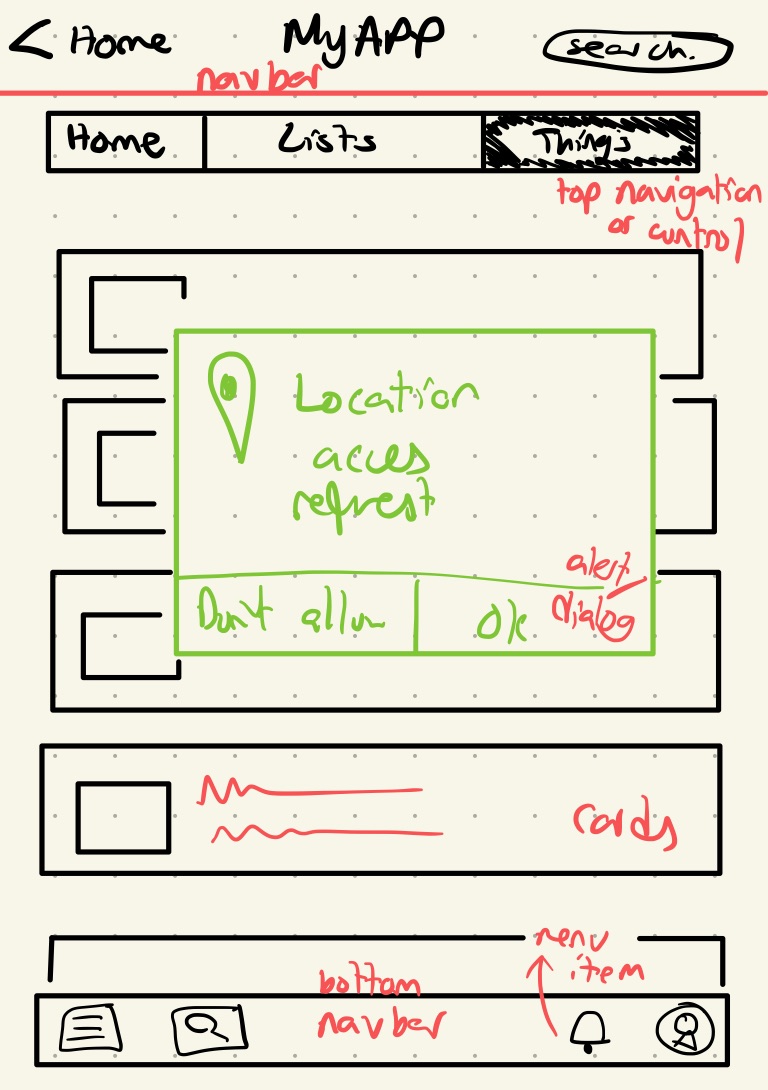 < Home
MyAPP
search.
navbar
Home
Lists
Things
top navigation
or control
Location
acces
reqrest
alert
dialog
Don't allow
Ok
cards
menu
item
bottom
navbar